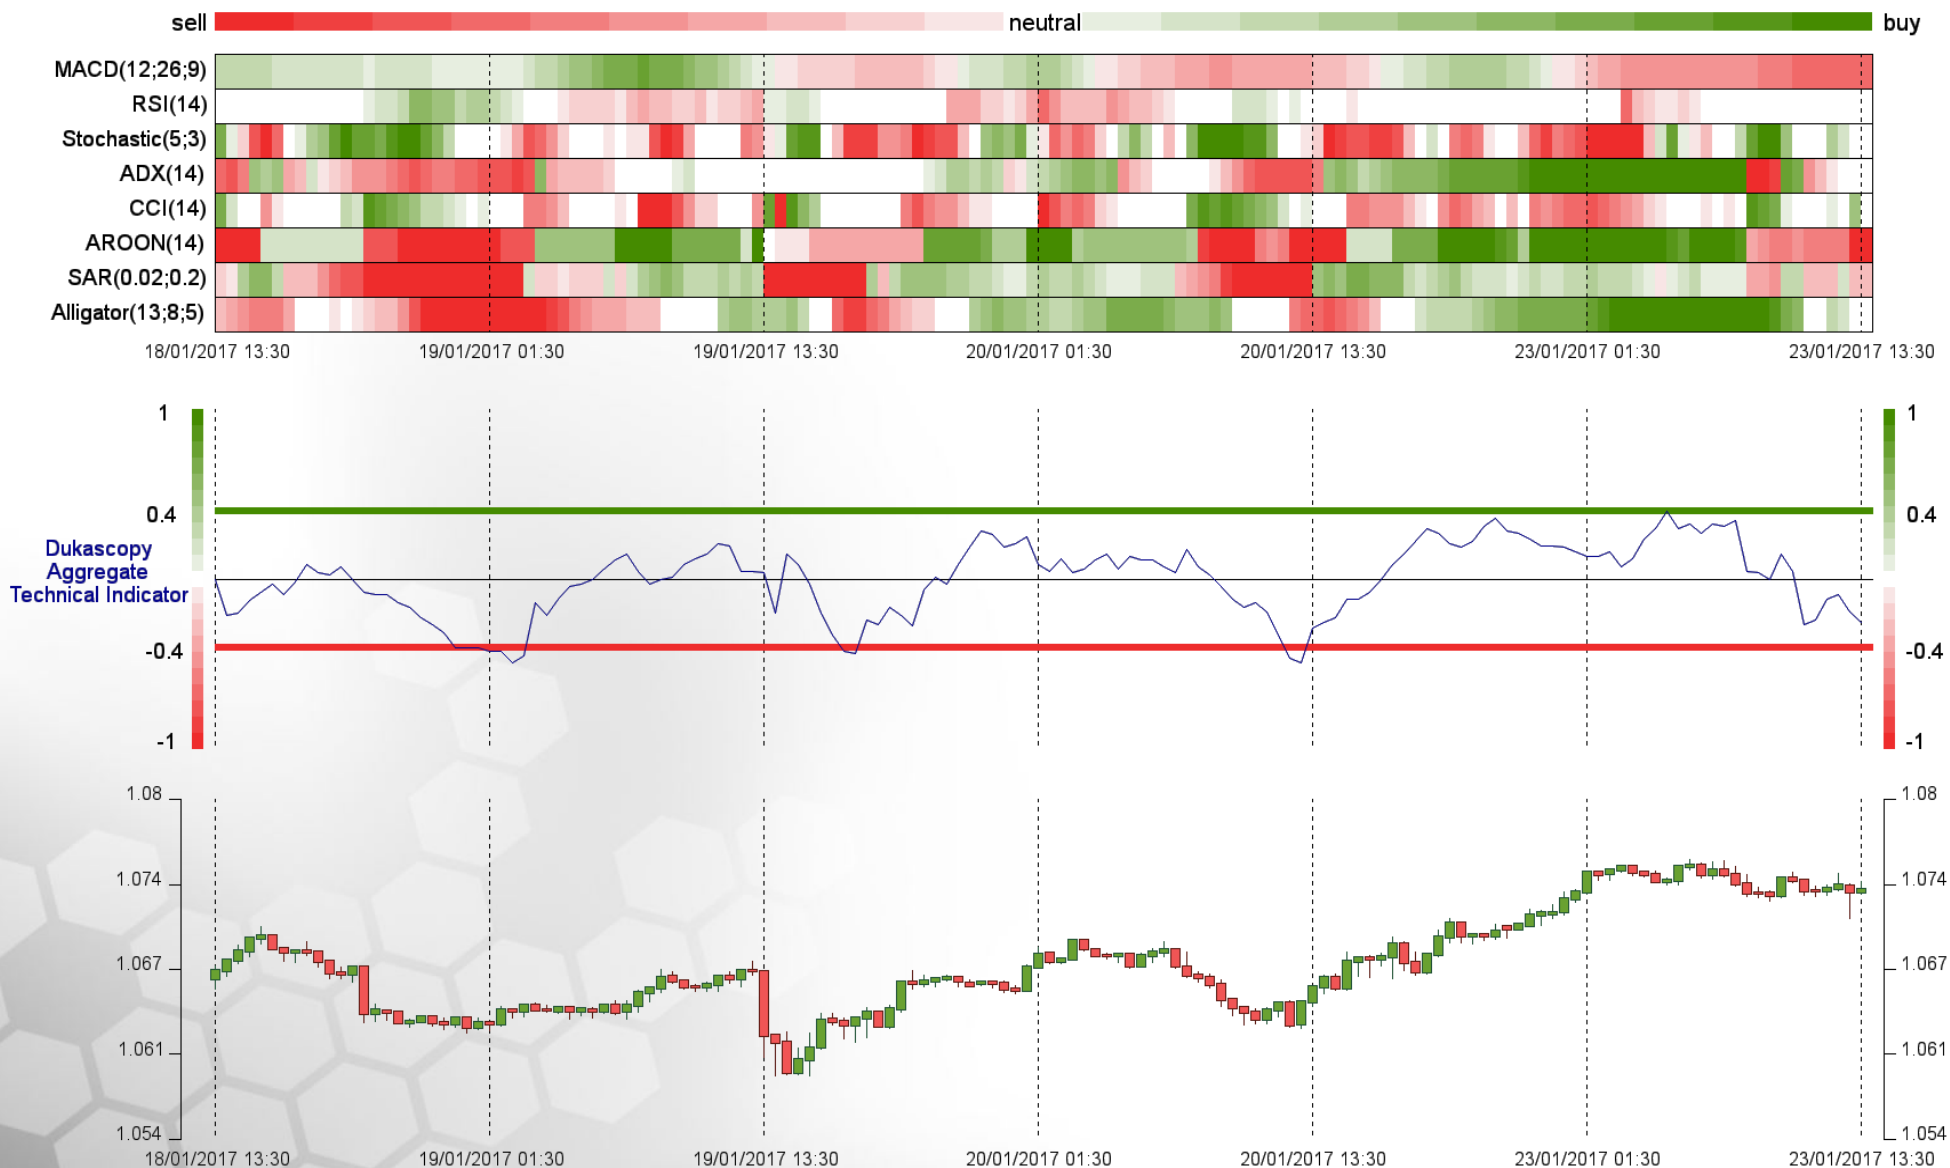 sell neutral buy
MACD(12;26;9)
RSI(14)
Stochastic(5;3)
ADX(14)
CCI(14)
AROON(14)
SAR(0.02;0.2)
Alligator(13;8;5)
18/01/2017 13:30 19/01/2017 01:30 19/01/2017 13:30 20/01/2017 01:30 20/01/2017 13:30 23/01/2017 01:30 23/01/2017 13:30
1 1
0.4 0.4
Dukascopy
Aggregate
Technical Indicator
-0.4 -0.4
-1 -1
1.08 1.08
1.074 1.074
1.067 1.067
1.061 1.061
1.054 1.054
18/01/2017 13:30 19/01/2017 01:30 19/01/2017 13:30 20/01/2017 01:30 20/01/2017 13:30 23/01/2017 01:30 23/01/2017 13:30